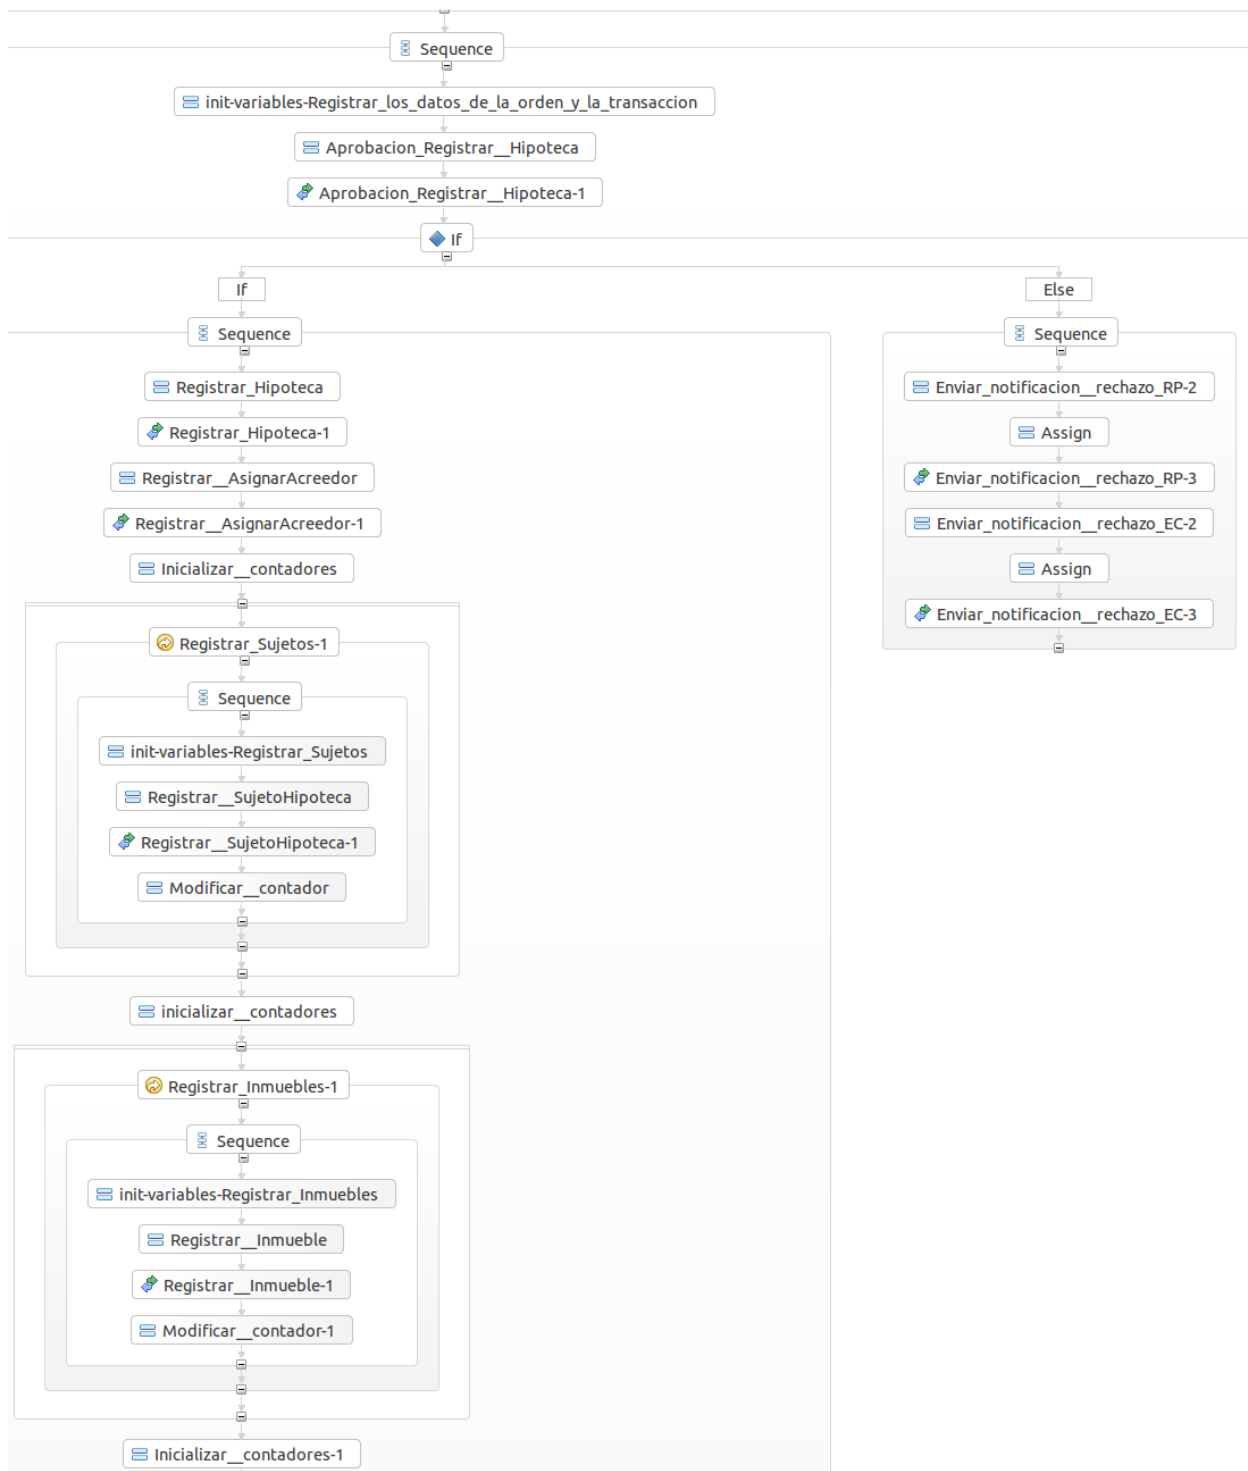 Sequence
init-variables-Registrar_los_datos_de_la_orden_y_la_transaccion
Aprobacion_Registrar__Hipoteca
Aprobacion_Registrar__Hipoteca-1
If
If
Sequence
Registrar_Hipoteca
Registrar_Hipoteca-1
Registrar__AsignarAcreedor
Registrar__AsignarAcreedor-1
Inicializar__contadores
Registrar_Sujetos-1
Sequence
init-variables-Registrar_Sujetos
Registrar__SujetoHipoteca
Registrar__SujetoHipoteca-1
Modificar__contador
inicializar__contadores
Registrar_Inmuebles-1
Sequence
init-variables-Registrar_Inmuebles
Registrar__Inmueble
Registrar__Inmueble-1
Modificar__contador-1
Inicializar__contadores-1
Else
Sequence
Enviar_notificacion__rechazo_RP-2
Assign
Enviar_notificacion__rechazo_RP-3
Enviar_notificacion__rechazo_EC-2
Assign
Enviar_notificacion__rechazo_EC-3